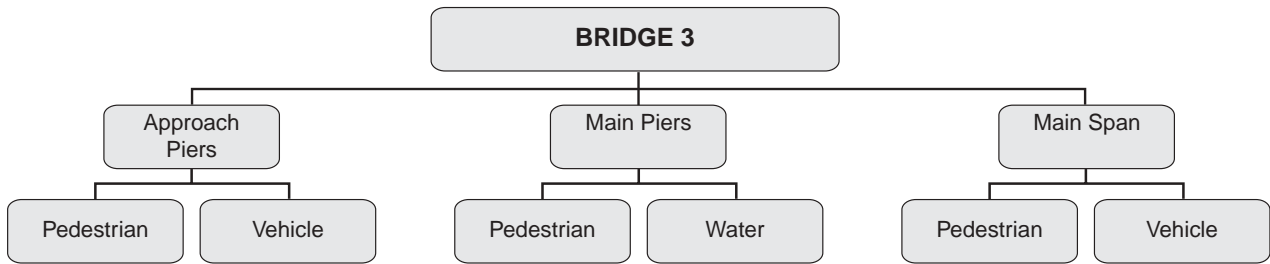 BRIDGE 3
Approach
Piers
Main Piers
Main Span
Pedestrian
Vehicle
Pedestrian
Water
Pedestrian
Vehicle